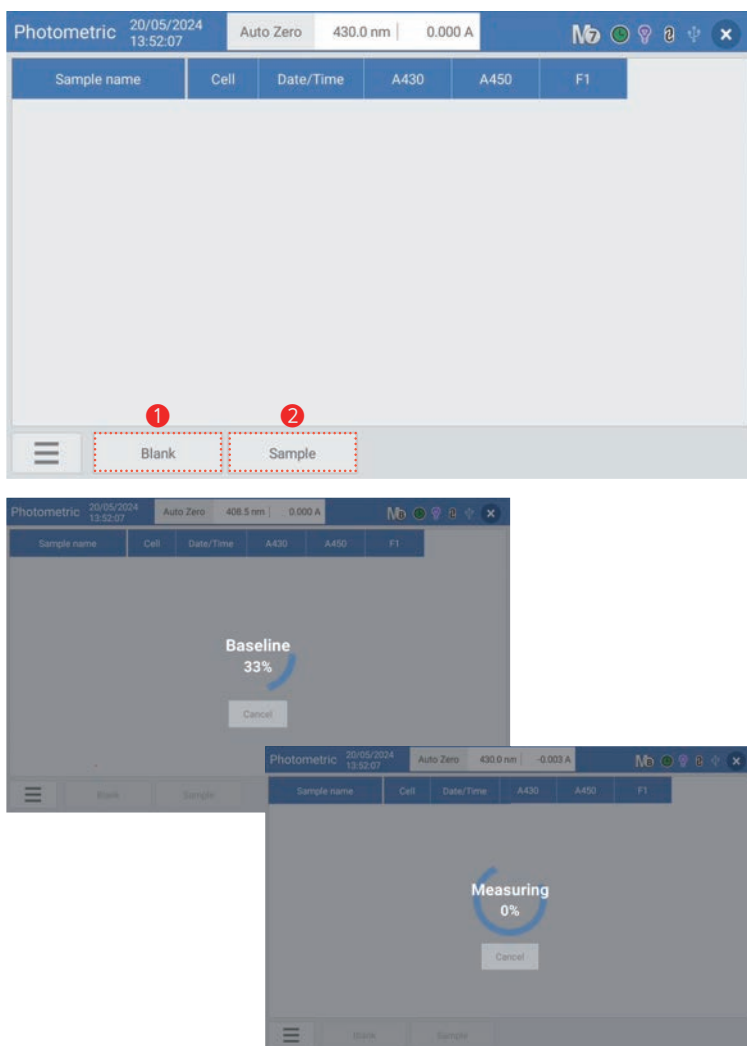 Photometric 20/05/2024 13:52:07 Auto Zero 430.0 nm 0.000 A
Sample name Cell Date/Time A430 A450 F1
1 2
Blank Sample
Photometric 20/05/2024 13:52:07 Auto Zero 408.5 nm 0.000 A
Sample name Cell Date/Time A430 A450 F1
Baseline
33%
Cancel
Blank Sample
Photometric 20/05/2024 13:52:07 Auto Zero 430.0 nm -0.003 A
Sample name Cell Date/Time A430 A450 F1
Measuring
0%
Cancel
Blank Sample